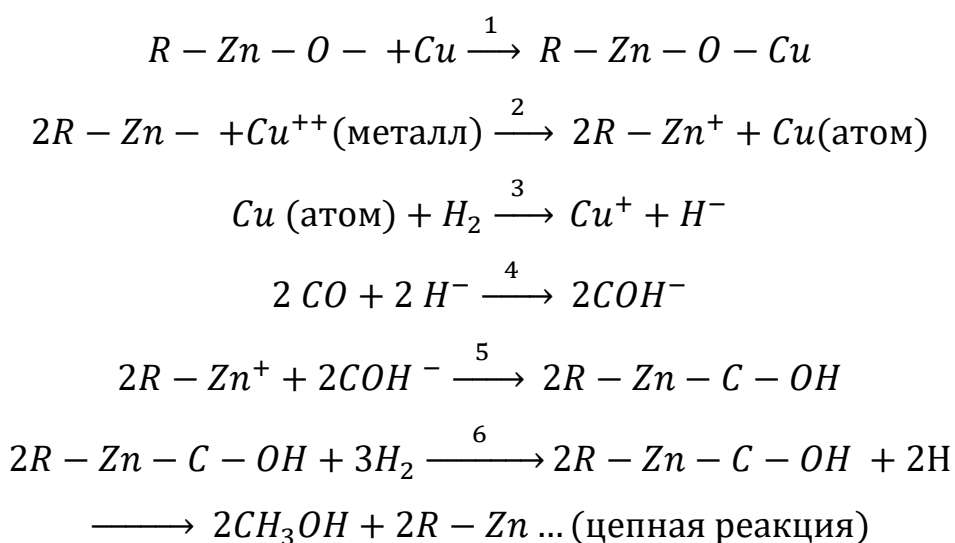 R − Zn − O − +Cu →¹ R − Zn − O − Cu
2R − Zn − +Cu⁺⁺(металл) →² 2R − Zn⁺ + Cu(атом)
Cu (атом) + H₂ →³ Cu⁺ + H⁻
2 CO + 2 H⁻ →⁴ 2COH⁻
2R − Zn⁺ + 2COH ⁻ →⁵ 2R − Zn − C − OH
2R − Zn − C − OH + 3H₂ →⁶ 2R − Zn − C − OH + 2H
→ 2CH₃OH + 2R − Zn … (цепная реакция)